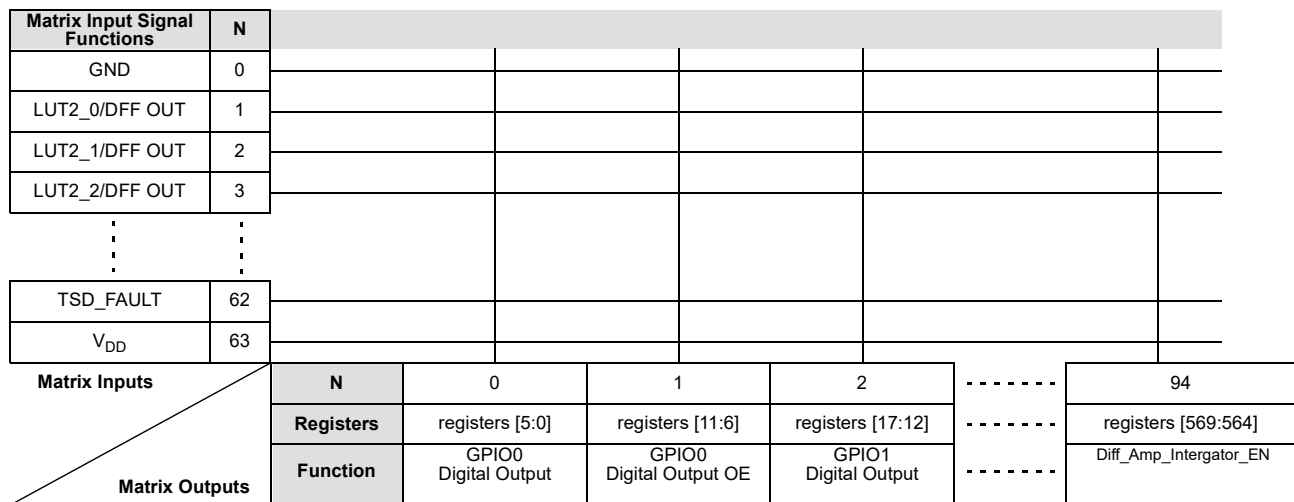 Matrix Input Signal Functions N
GND 0
LUT2_0/DFF OUT 1
LUT2_1/DFF OUT 2
LUT2_2/DFF OUT 3
TSD_FAULT 62
VDD 63
Matrix Inputs
N 0 1 2 94
Registers registers [5:0] registers [11:6] registers [17:12] registers [569:564]
Function GPIO0 Digital Output GPIO0 Digital Output OE GPIO1 Digital Output Diff_Amp_Intergator_EN
Matrix Outputs